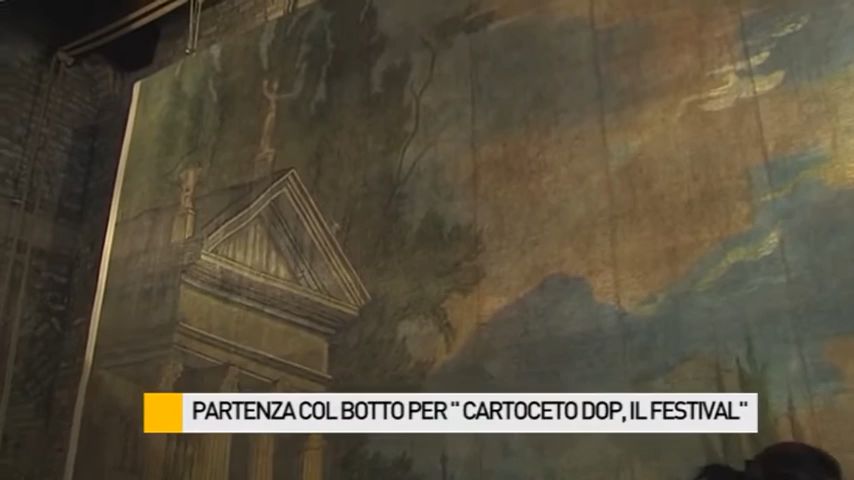 PARTENZA COL BOTTO PER " CARTOCETO DOP, IL FESTIVAL"